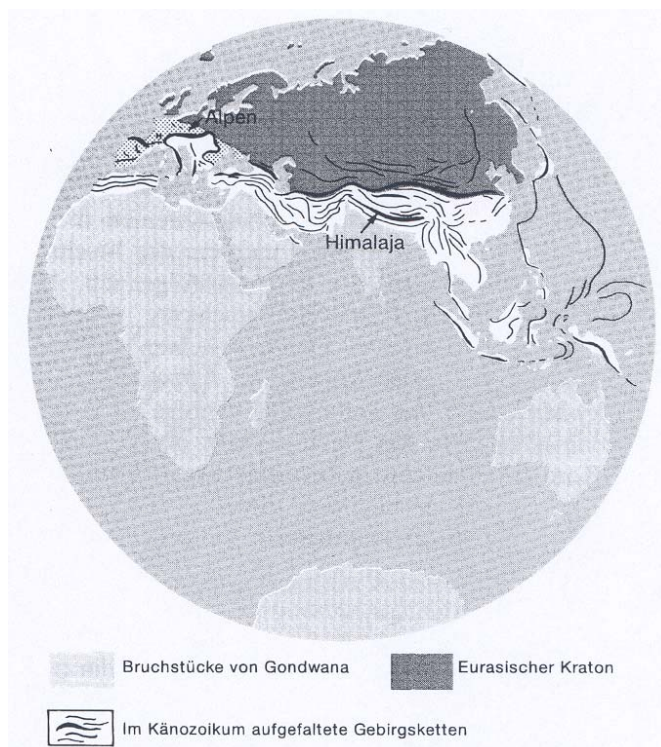 Alpen
Himalaja
Bruchstücke von Gondwana
Eurasischer Kraton
Im Känozoikum aufgefaltete Gebirgsketten